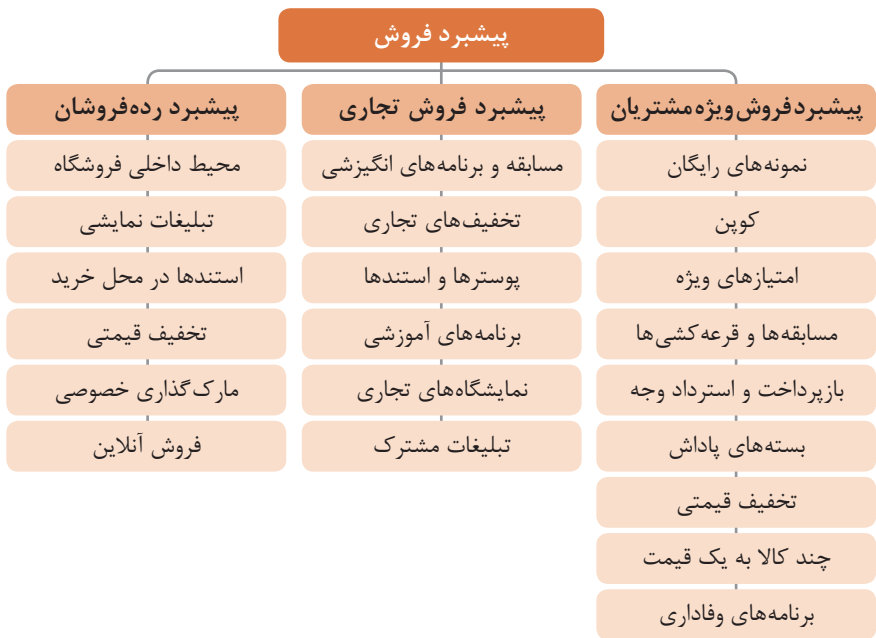 پیشبرد فروش
پیشبردفروش‌ویژه‌مشتریان
نمونه‌های رایگان
کوپن
امتیازهای ویژه
مسابقه‌ها و قرعه‌کشی‌ها
بازپرداخت و استرداد وجه
بسته‌های پاداش
تخفیف قیمتی
چند کالا به یک قیمت
برنامه‌های وفاداری
پیشبرد فروش تجاری
مسابقه و برنامه‌های انگیزشی
تخفیف‌های تجاری
پوسترها و استندها
برنامه‌های آموزشی
نمایشگاه‌های تجاری
تبلیغات مشترک
پیشبرد رده‌فروشان
محیط داخلی فروشگاه
تبلیغات نمایشی
استندها در محل خرید
تخفیف قیمتی
مارک‌گذاری خصوصی
فروش آنلاین